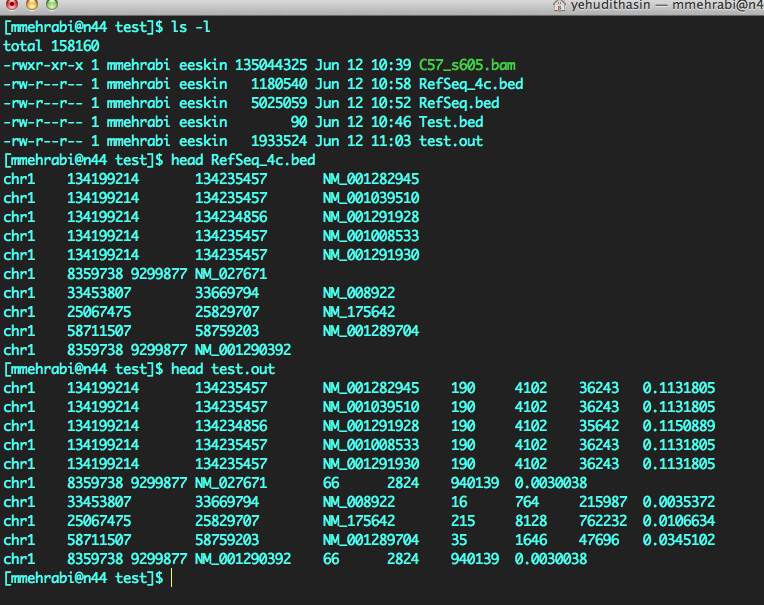 yehudithasin — mmehrabi@n4
[mmehrabi@n44 test]$ ls -l
total 158160
-rwxr-xr-x 1 mmehrabi eeskin 135044325 Jun 12 10:39 C57_s605.bam
-rw-r--r-- 1 mmehrabi eeskin   1180540 Jun 12 10:58 RefSeq_4c.bed
-rw-r--r-- 1 mmehrabi eeskin   5025059 Jun 12 10:52 RefSeq.bed
-rw-r--r-- 1 mmehrabi eeskin        90 Jun 12 10:46 Test.bed
-rw-r--r-- 1 mmehrabi eeskin   1933524 Jun 12 11:03 test.out
[mmehrabi@n44 test]$ head RefSeq_4c.bed
chr1    134199214       134235457       NM_001282945
chr1    134199214       134235457       NM_001039510
chr1    134199214       134234856       NM_001291928
chr1    134199214       134235457       NM_001008533
chr1    134199214       134235457       NM_001291930
chr1    8359738 9299877 NM_027671
chr1    33453807        33669794        NM_008922
chr1    25067475        25829707        NM_175642
chr1    58711507        58759203        NM_001289704
chr1    8359738 9299877 NM_001290392
[mmehrabi@n44 test]$ head test.out
chr1    134199214       134235457       NM_001282945    190     4102    36243   0.1131805
chr1    134199214       134235457       NM_001039510    190     4102    36243   0.1131805
chr1    134199214       134234856       NM_001291928    190     4102    35642   0.1150889
chr1    134199214       134235457       NM_001008533    190     4102    36243   0.1131805
chr1    134199214       134235457       NM_001291930    190     4102    36243   0.1131805
chr1    8359738 9299877 NM_027671       66      2824    940139  0.0030038
chr1    33453807        33669794        NM_008922       16      764     215987  0.0035372
chr1    25067475        25829707        NM_175642       215     8128    762232  0.0106634
chr1    58711507        58759203        NM_001289704    35      1646    47696   0.0345102
chr1    8359738 9299877 NM_001290392    66      2824    940139  0.0030038
[mmehrabi@n44 test]$